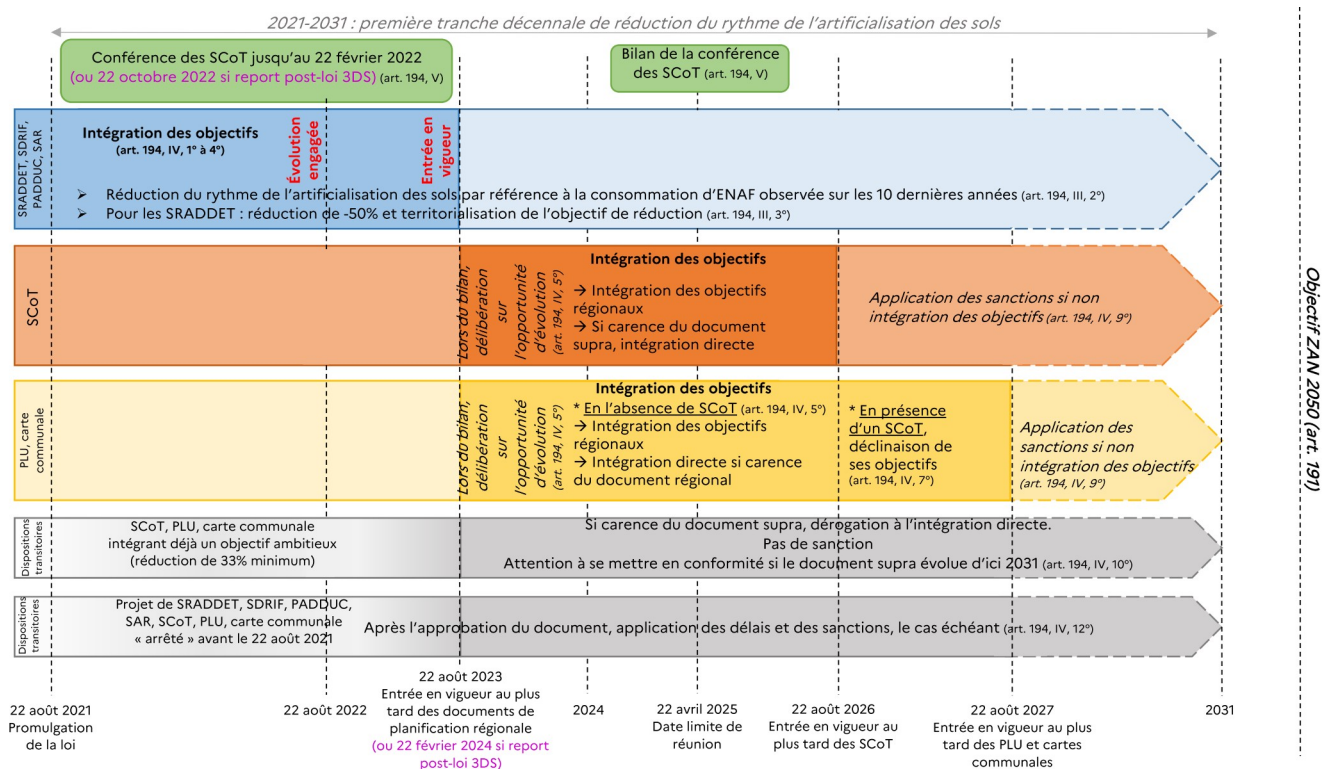 2021-2031 : première tranche décennale de réduction du rythme de l'artificialisation des sols
Conférence des SCoT jusqu'au 22 février 2022
(ou 22 octobre 2022 si report post-loi 3DS) (art. 194, V)
Bilan de la conférence
des SCoT (art. 194, V)
SRADDET, SDRIF,
PADDUC, SAR
Intégration des objectifs
(art. 194, IV, 1° à 4°)
Évolution
engagée
Entrée en
vigueur
➢ Réduction du rythme de l'artificialisation des sols par référence à la consommation d'ENAF observée sur les 10 dernières années (art. 194, III, 2°)
➢ Pour les SRADDET : réduction de -50% et territorialisation de l'objectif de réduction (art. 194, III, 3°)
SCoT
Lors du bilan,
délibération
sur
l'opportunité
d'évolution
(art. 194, IV, 5°)
Intégration des objectifs
→ Intégration des objectifs
régionaux
→ Si carence du document
supra, intégration directe
Application des sanctions si non
intégration des objectifs (art. 194, IV, 9°)
PLU, carte
communale
Lors du bilan,
délibération
sur
l'opportunité
d'évolution
(art. 194, IV, 5°)
Intégration des objectifs
* En l'absence de SCoT (art. 194, IV, 5°)
→ Intégration des objectifs
régionaux
→ Intégration directe si carence
du document régional
* En présence
d'un SCoT,
déclinaison de
ses objectifs
(art. 194, IV, 7°)
Application des
sanctions si non
intégration des objectifs
(art. 194, IV, 9°)
Dispositions
transitoires
SCoT, PLU, carte communale
intégrant déjà un objectif ambitieux
(réduction de 33% minimum)
Si carence du document supra, dérogation à l'intégration directe.
Pas de sanction
Attention à se mettre en conformité si le document supra évolue d'ici 2031 (art. 194, IV, 10°)
Dispositions
transitoires
Projet de SRADDET, SDRIF, PADDUC,
SAR, SCoT, PLU, carte communale
« arrêté » avant le 22 août 2021
Après l'approbation du document, application des délais et des sanctions, le cas échéant (art. 194, IV, 12°)
22 août 2021
Promulgation
de la loi
22 août 2022
22 août 2023
Entrée en vigueur au plus
tard des documents de
planification régionale
(ou 22 février 2024 si report
post-loi 3DS)
2024
22 avril 2025
Date limite de
réunion
22 août 2026
Entrée en vigueur au
plus tard des SCoT
22 août 2027
Entrée en vigueur au plus
tard des PLU et cartes
communales
2031
Objectif ZAN 2050 (art. 191)